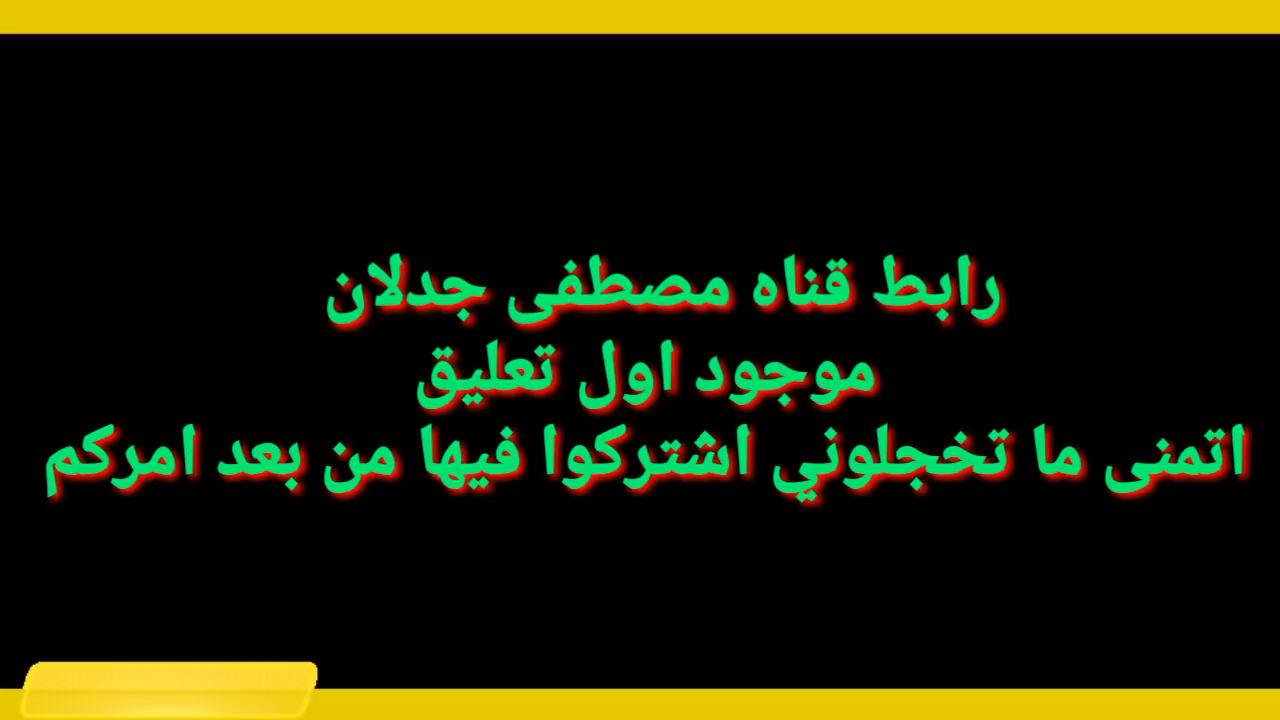 رابط قناه مصطفى جدلان
موجود اول تعليق
اتمنى ما تخجلوني اشتركوا فيها من بعد امركم